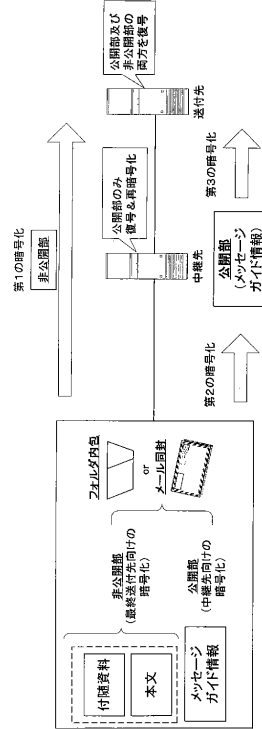 付随資料
本文
メッセージ
ガイド情報
非公開部
(最終送付先向けの
暗号化)
公開部
(中継先向けの
暗号化)
フォルダ内包
or
メール同封
第1の暗号化
非公開部
公開部のみ
復号&再暗号化
中継先
公開部及び
非公開部の
両方を復号
送付先
第2の暗号化
公開部
(メッセージ
ガイド情報)
第3の暗号化